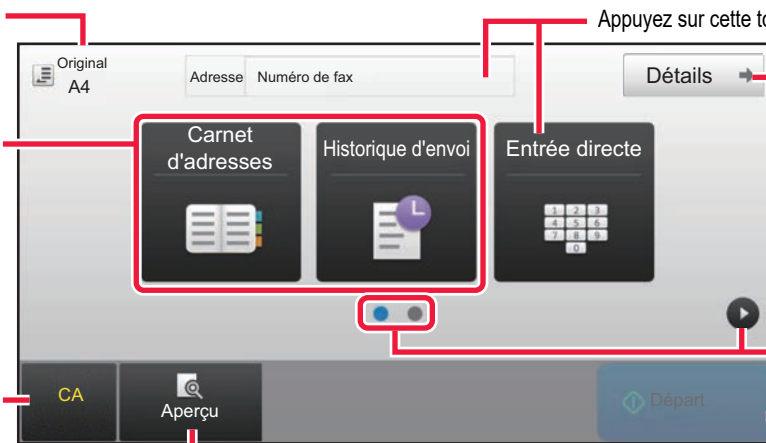 Appuyez sur cette
Original
A4
Adresse
Numéro de fax
Détails
Carnet
d'adresses
Historique d'envoi
Entrée directe
1 2 3
4 5 6
7 8 9
0
CA
Aperçu
Départ